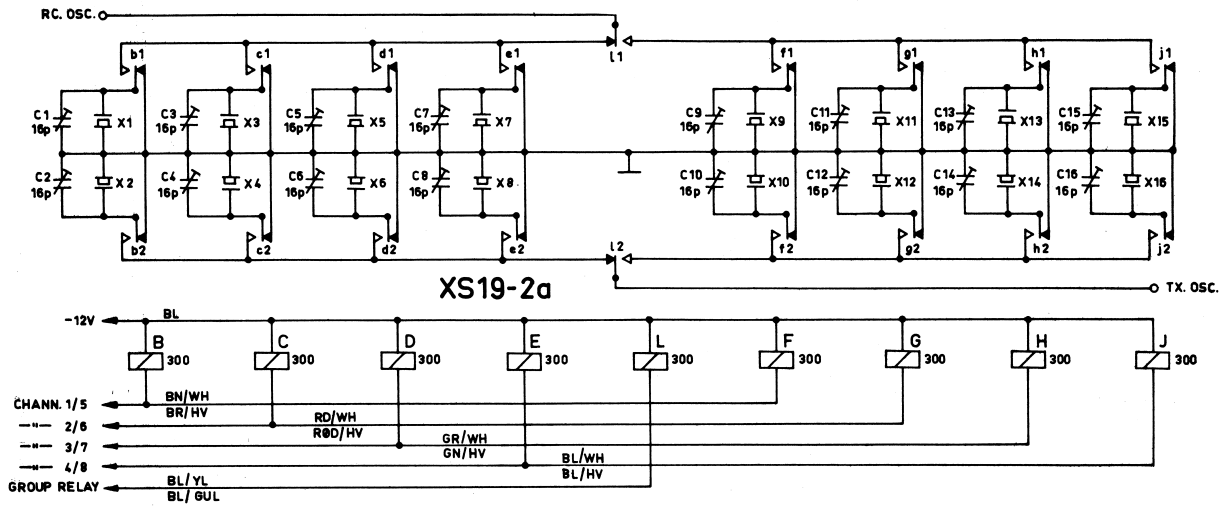 RC. OSC.
l1
b1 c1 d1 e1 f1 g1 h1 j1
C1 16p X1 C3 16p X3 C5 16p X5 C7 16p X7 C9 16p X9 C11 16p X11 C13 16p X13 C15 16p X15
C2 16p X2 C4 16p X4 C6 16p X6 C8 16p X8 C10 16p X10 C12 16p X12 C14 16p X14 C16 16p X16
b2 c2 d2 e2 l2 f2 g2 h2 j2
XS19-2a
TX. OSC.
-12V BL
B C D E L F G H J
300 300 300 300 300 300 300 300 300
CHANN. 1/5 BN/WH
BR/HV
-"- 2/6 RD/WH
RØD/HV
-"- 3/7 GR/WH
GN/HV
-"- 4/8 BL/WH
BL/HV
GROUP RELAY BL/YL
BL/GUL